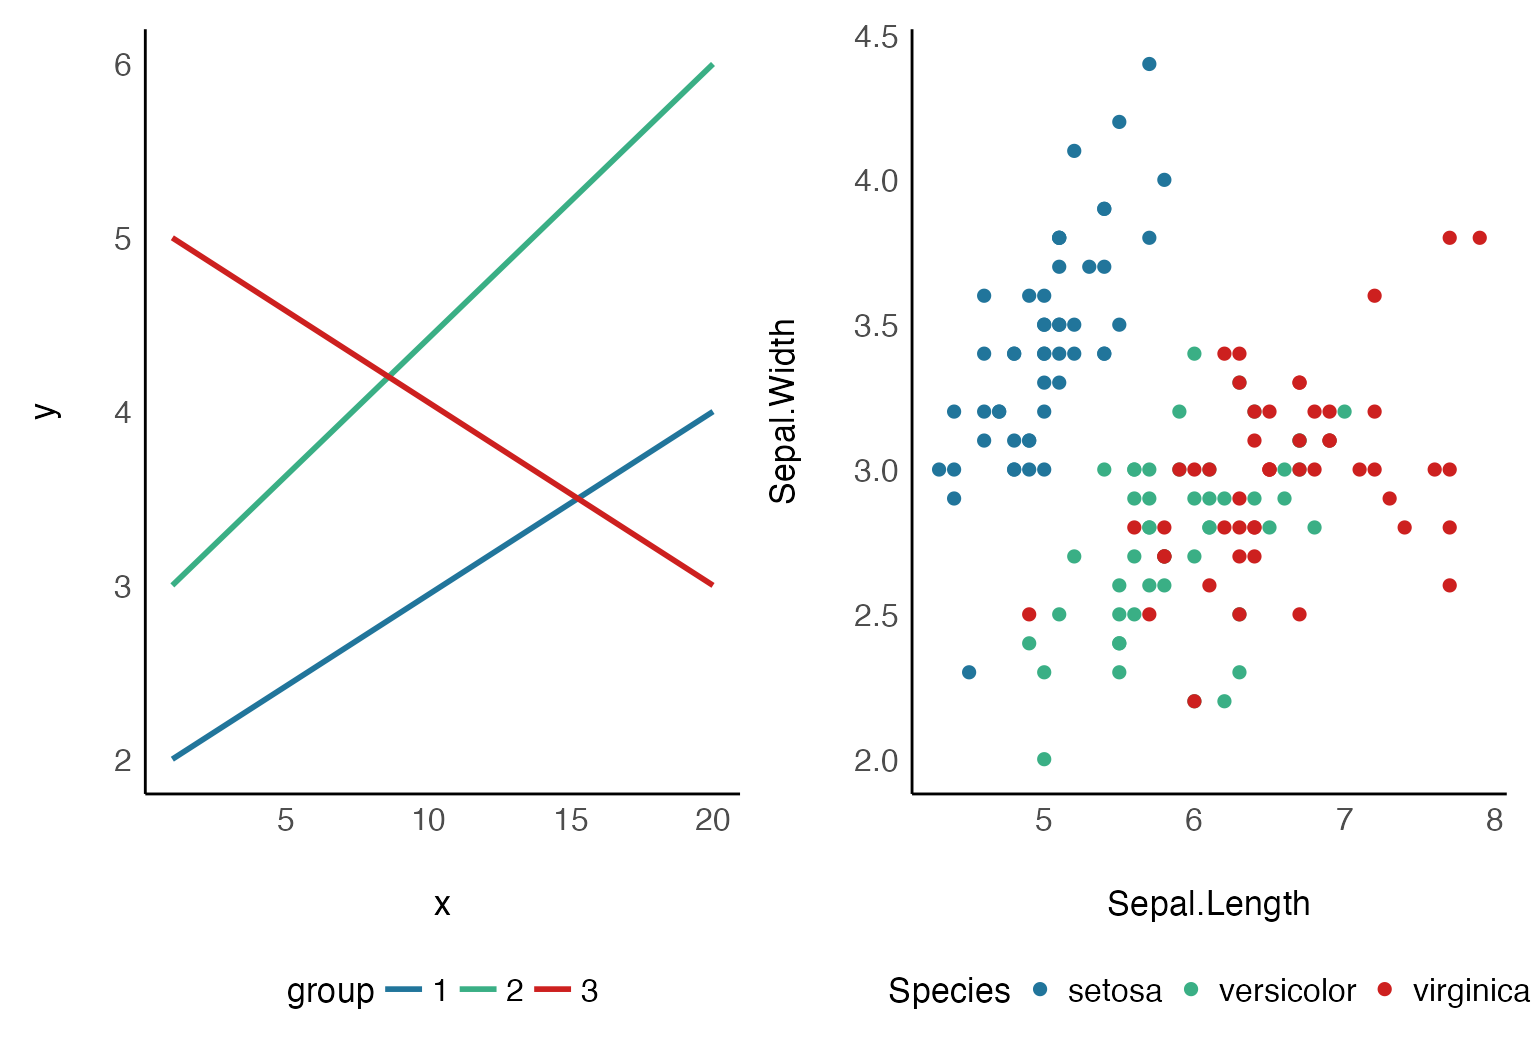 6
5
4
3
2
y
5 10 15 20
x
group 1 2 3
4.5
4.0
3.5
3.0
2.5
2.0
Sepal.Width
5 6 7 8
Sepal.Length
Species setosa versicolor virginica